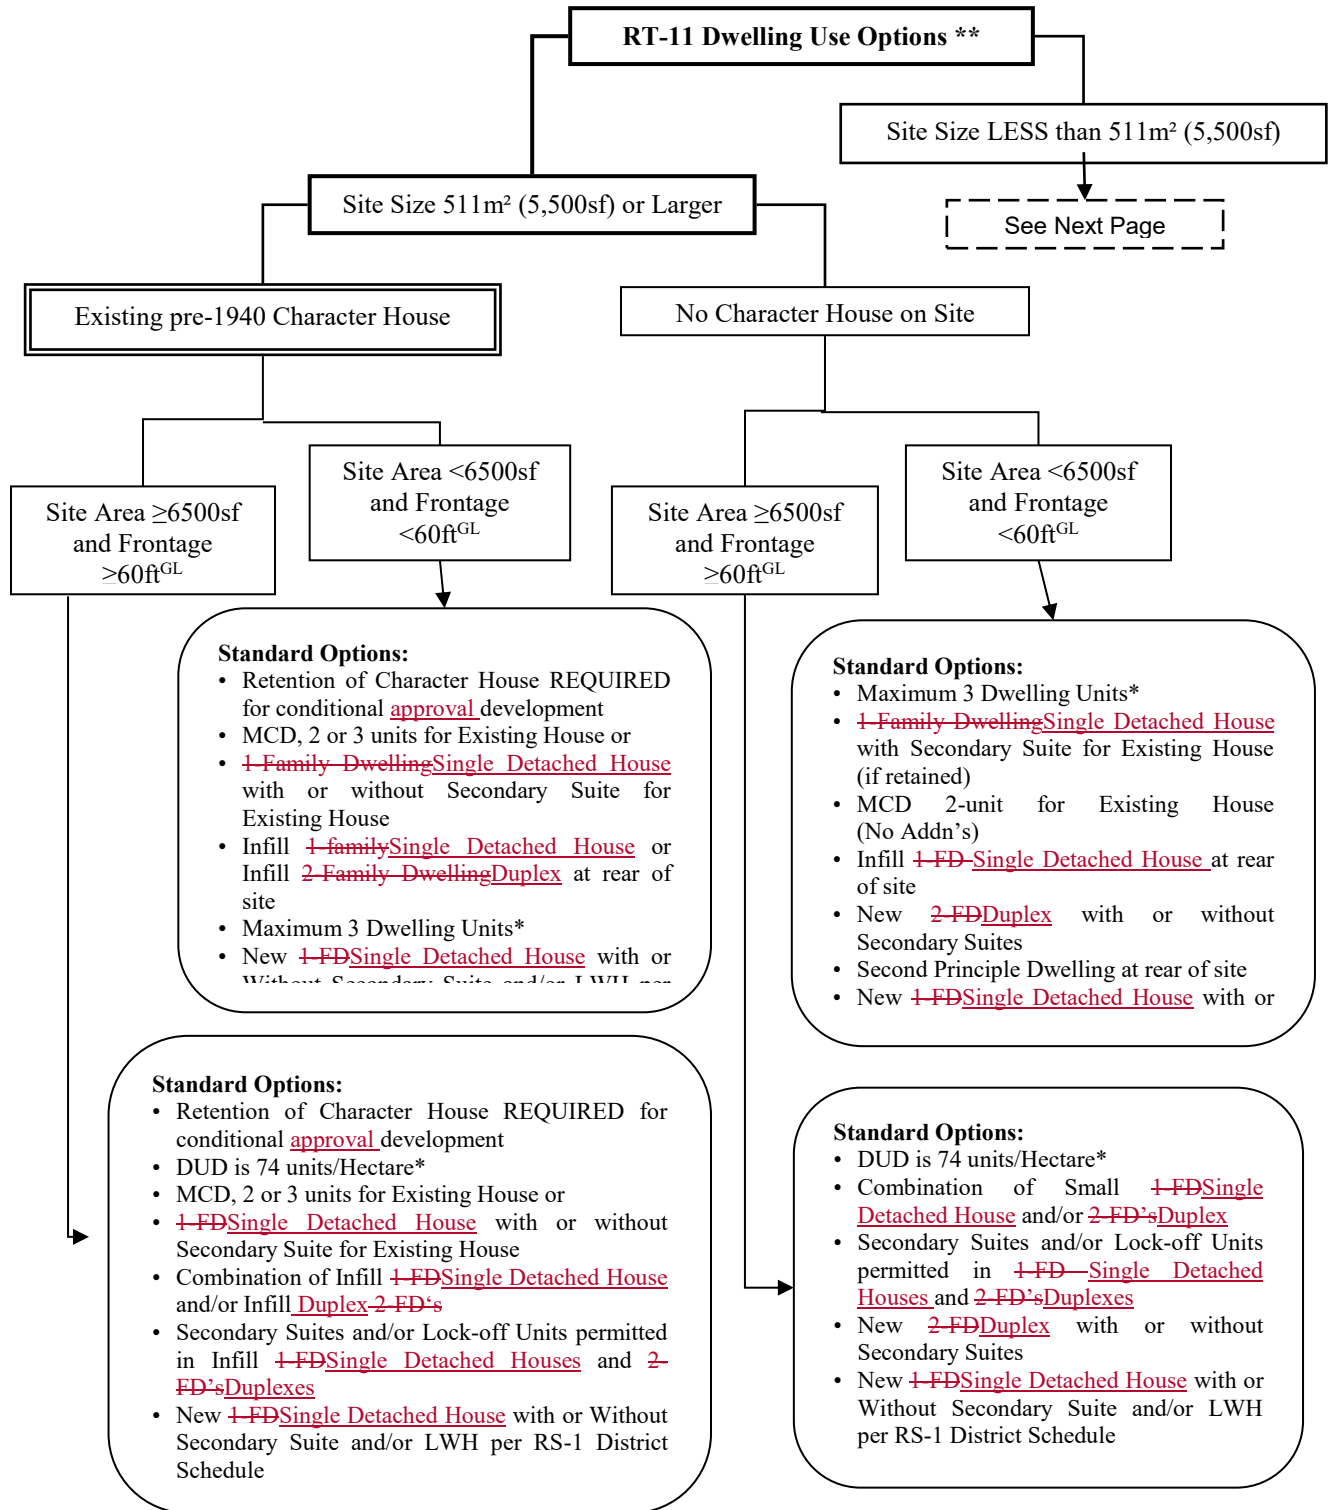 RT-11 Dwelling Use Options **
Site Size LESS than 511m² (5,500sf)
See Next Page
Site Size 511m² (5,500sf) or Larger
Existing pre-1940 Character House
No Character House on Site
Site Area ≥6500sf
and Frontage
≥60ftGL
Site Area <6500sf
and Frontage
<60ftGL
Site Area ≥6500sf
and Frontage
≥60ftGL
Site Area <6500sf
and Frontage
<60ftGL
Standard Options:
• Retention of Character House REQUIRED
for conditional approval development
• MCD, 2 or 3 units for Existing House or
• 1-Family DwellingSingle Detached House
with or without Secondary Suite for
Existing House
• Infill 1-familySingle Detached House or
Infill 2-Family DwellingDuplex at rear of
site
• Maximum 3 Dwelling Units*
• New 1-FDSingle Detached House with or
Without Secondary Suite and/or LWH per
Standard Options:
• Maximum 3 Dwelling Units*
• 1-Family DwellingSingle Detached House
with Secondary Suite for Existing House
(if retained)
• MCD 2-unit for Existing House
(No Addn's)
• Infill 1-FD Single Detached House at rear
of site
• New 2-FDDuplex with or without
Secondary Suites
• Second Principle Dwelling at rear of site
• New 1-FDSingle Detached House with or
Standard Options:
• Retention of Character House REQUIRED for
conditional approval development
• DUD is 74 units/Hectare*
• MCD, 2 or 3 units for Existing House or
• 1-FDSingle Detached House with or without
Secondary Suite for Existing House
• Combination of Infill 1-FDSingle Detached House
and/or Infill Duplex 2-FD‘s
• Secondary Suites and/or Lock-off Units permitted
in Infill 1-FDSingle Detached Houses and 2-
FD’sDuplexes
• New 1-FDSingle Detached House with or Without
Secondary Suite and/or LWH per RS-1 District
Schedule
Standard Options:
• DUD is 74 units/Hectare*
• Combination of Small 1-FDSingle
Detached House and/or 2-FD’sDuplex
• Secondary Suites and/or Lock-off Units
permitted in 1-FD Single Detached
Houses and 2-FD’sDuplexes
• New 2-FDDuplex with or without
Secondary Suites
• New 1-FDSingle Detached House with or
Without Secondary Suite and/or LWH
per RS-1 District Schedule